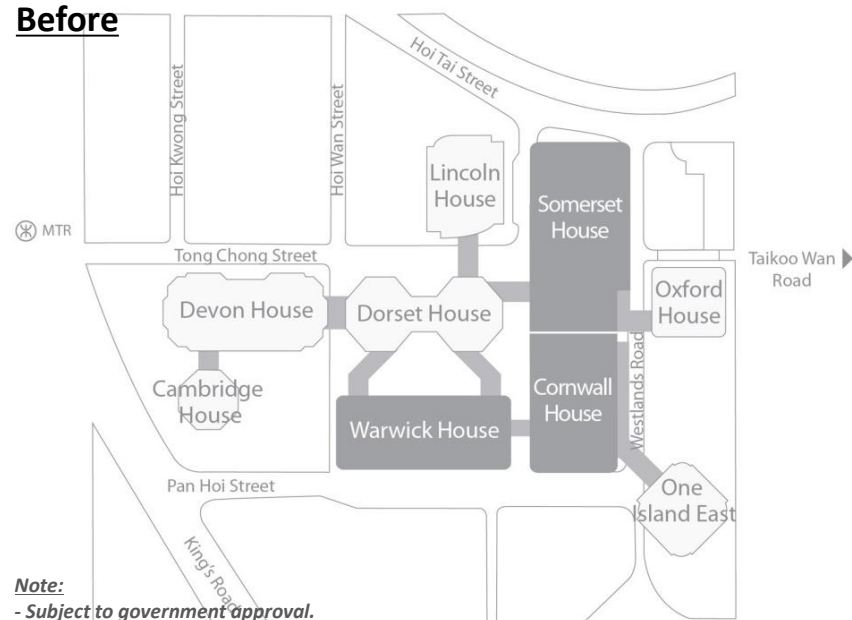 Before
Hoi Kwong Street
Hoi Wan Street
Hoi Tai Street
Lincoln
House
Somerset
House
MTR
Tong Chong Street
Taikoo Wan
Road
Devon House
Dorset House
Oxford
House
Westlands Road
Cambridge
House
Cornwall
House
Warwick House
Pan Hoi Street
One
Island East
King's Road
Note:
- Subject to government approval.